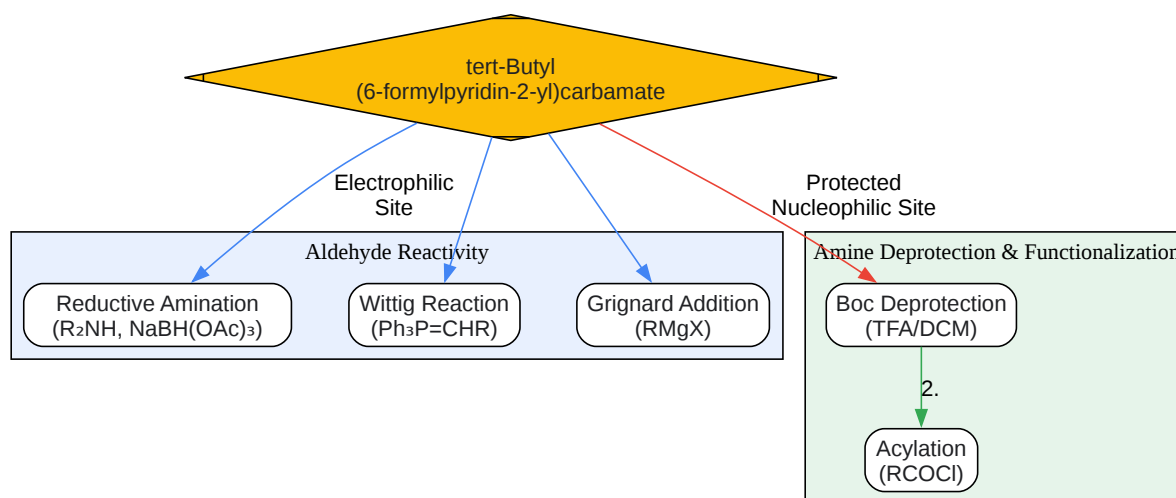 tert-Butyl
(6-formylpyridin-2-yl)carbamate
Electrophilic
Site
Protected
Nucleophilic Site
Aldehyde Reactivity
Amine Deprotection & Functionalization
Reductive Amination
(R₂NH, NaBH(OAc)₃)
Wittig Reaction
(Ph₃P=CHR)
Grignard Addition
(RMgX)
Boc Deprotection
(TFA/DCM)
2.
Acylation
(RCOCl)